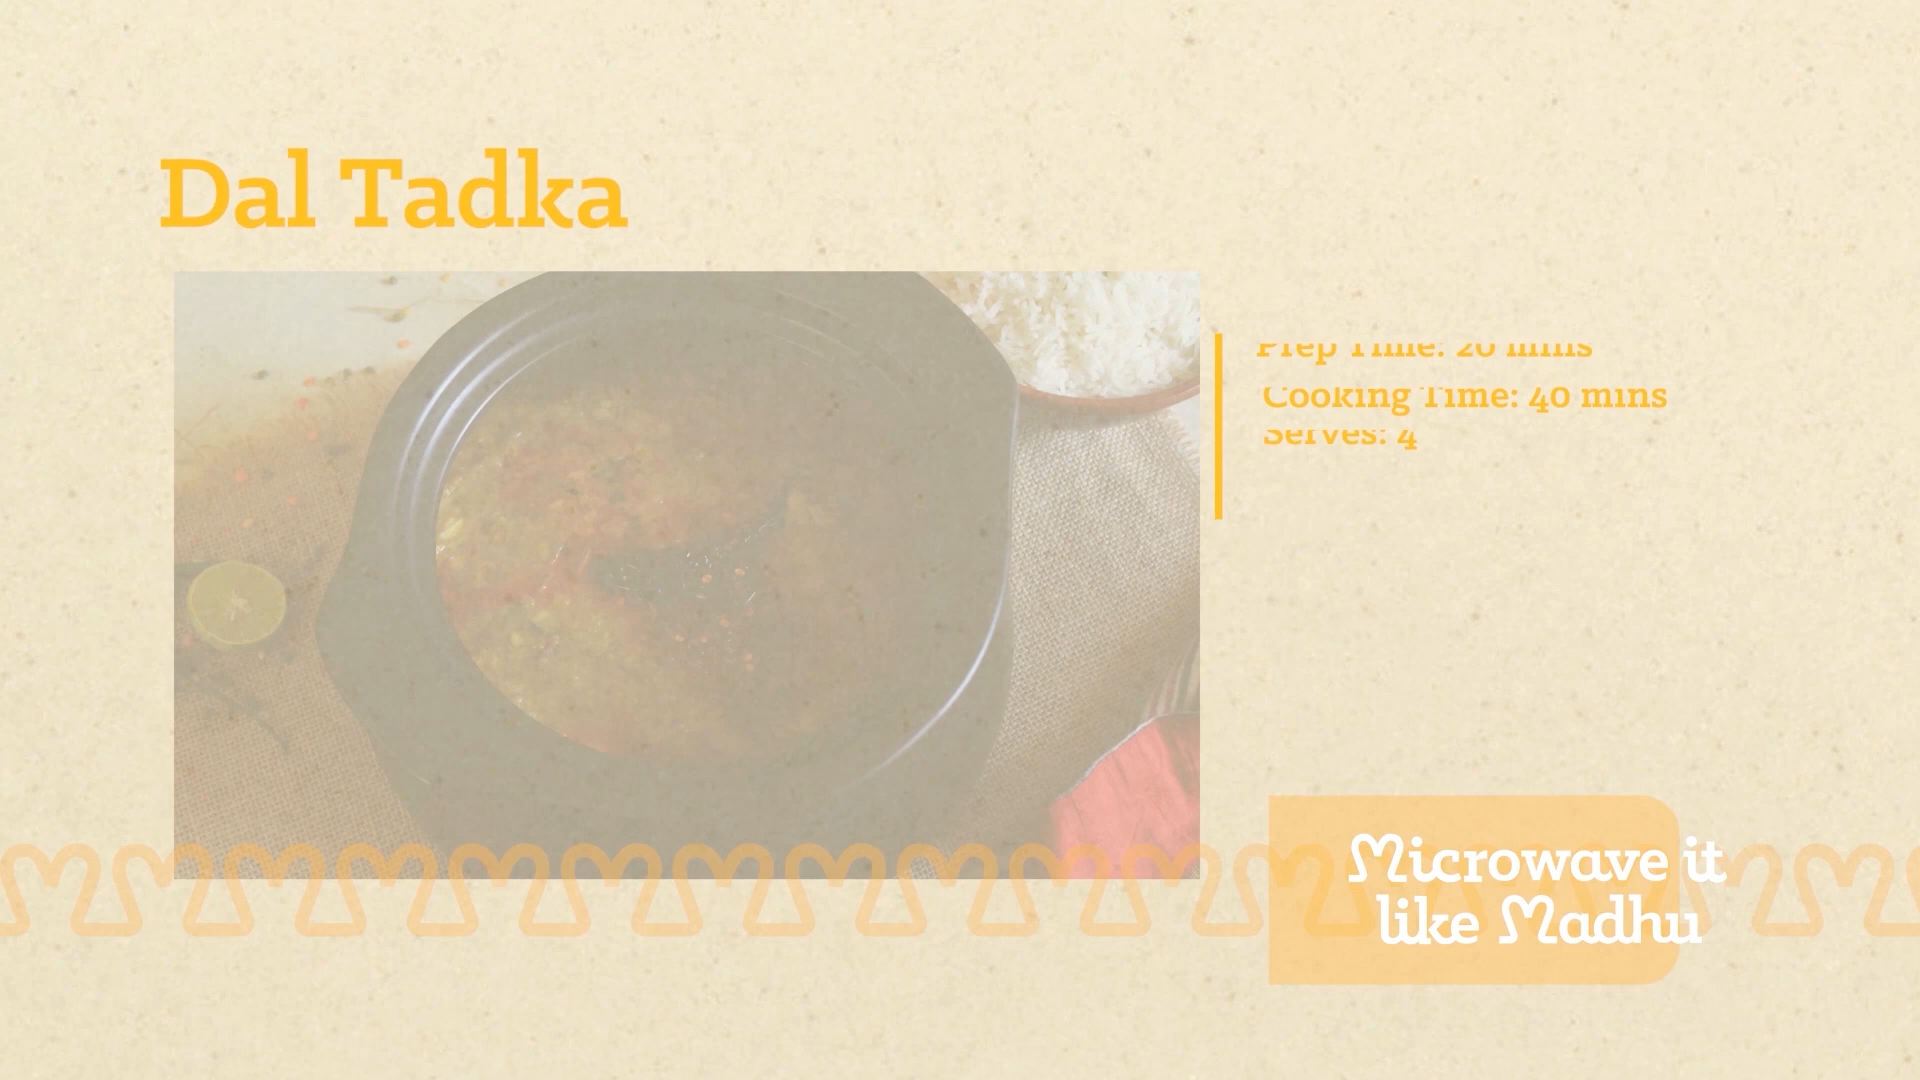 Dal Tadka
Prep Time: 20 mins
Cooking Time: 40 mins
Serves: 4
Microwave it
like Madhu